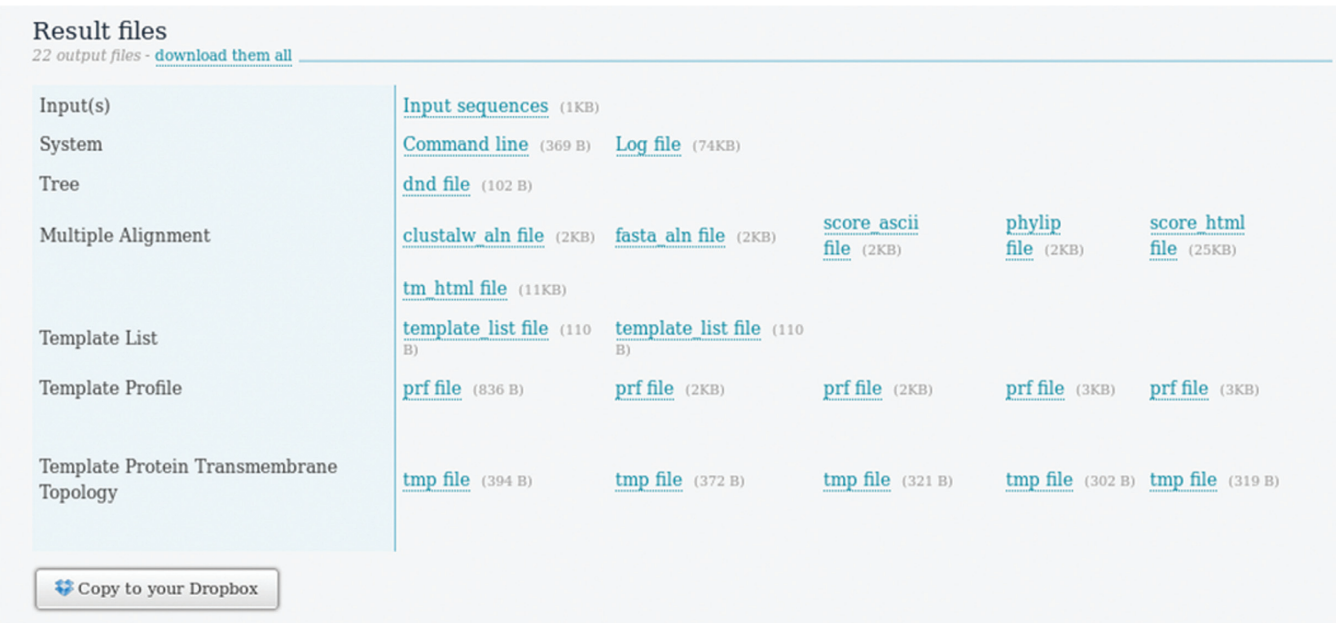 Result files
22 output files - download them all
Input(s) Input sequences (1KB)
System Command line (369 B) Log file (74KB)
Tree dnd file (102 B)
Multiple Alignment clustalw_aln file (2KB) fasta_aln file (2KB) score_ascii file (2KB) phylip file (2KB) score_html file (25KB)
tm_html file (11KB)
Template List template_list file (110 B) template_list file (110 B)
Template Profile prf file (836 B) prf file (2KB) prf file (2KB) prf file (3KB) prf file (3KB)
Template Protein Transmembrane Topology tmp file (394 B) tmp file (372 B) tmp file (321 B) tmp file (302 B) tmp file (319 B)
Copy to your Dropbox